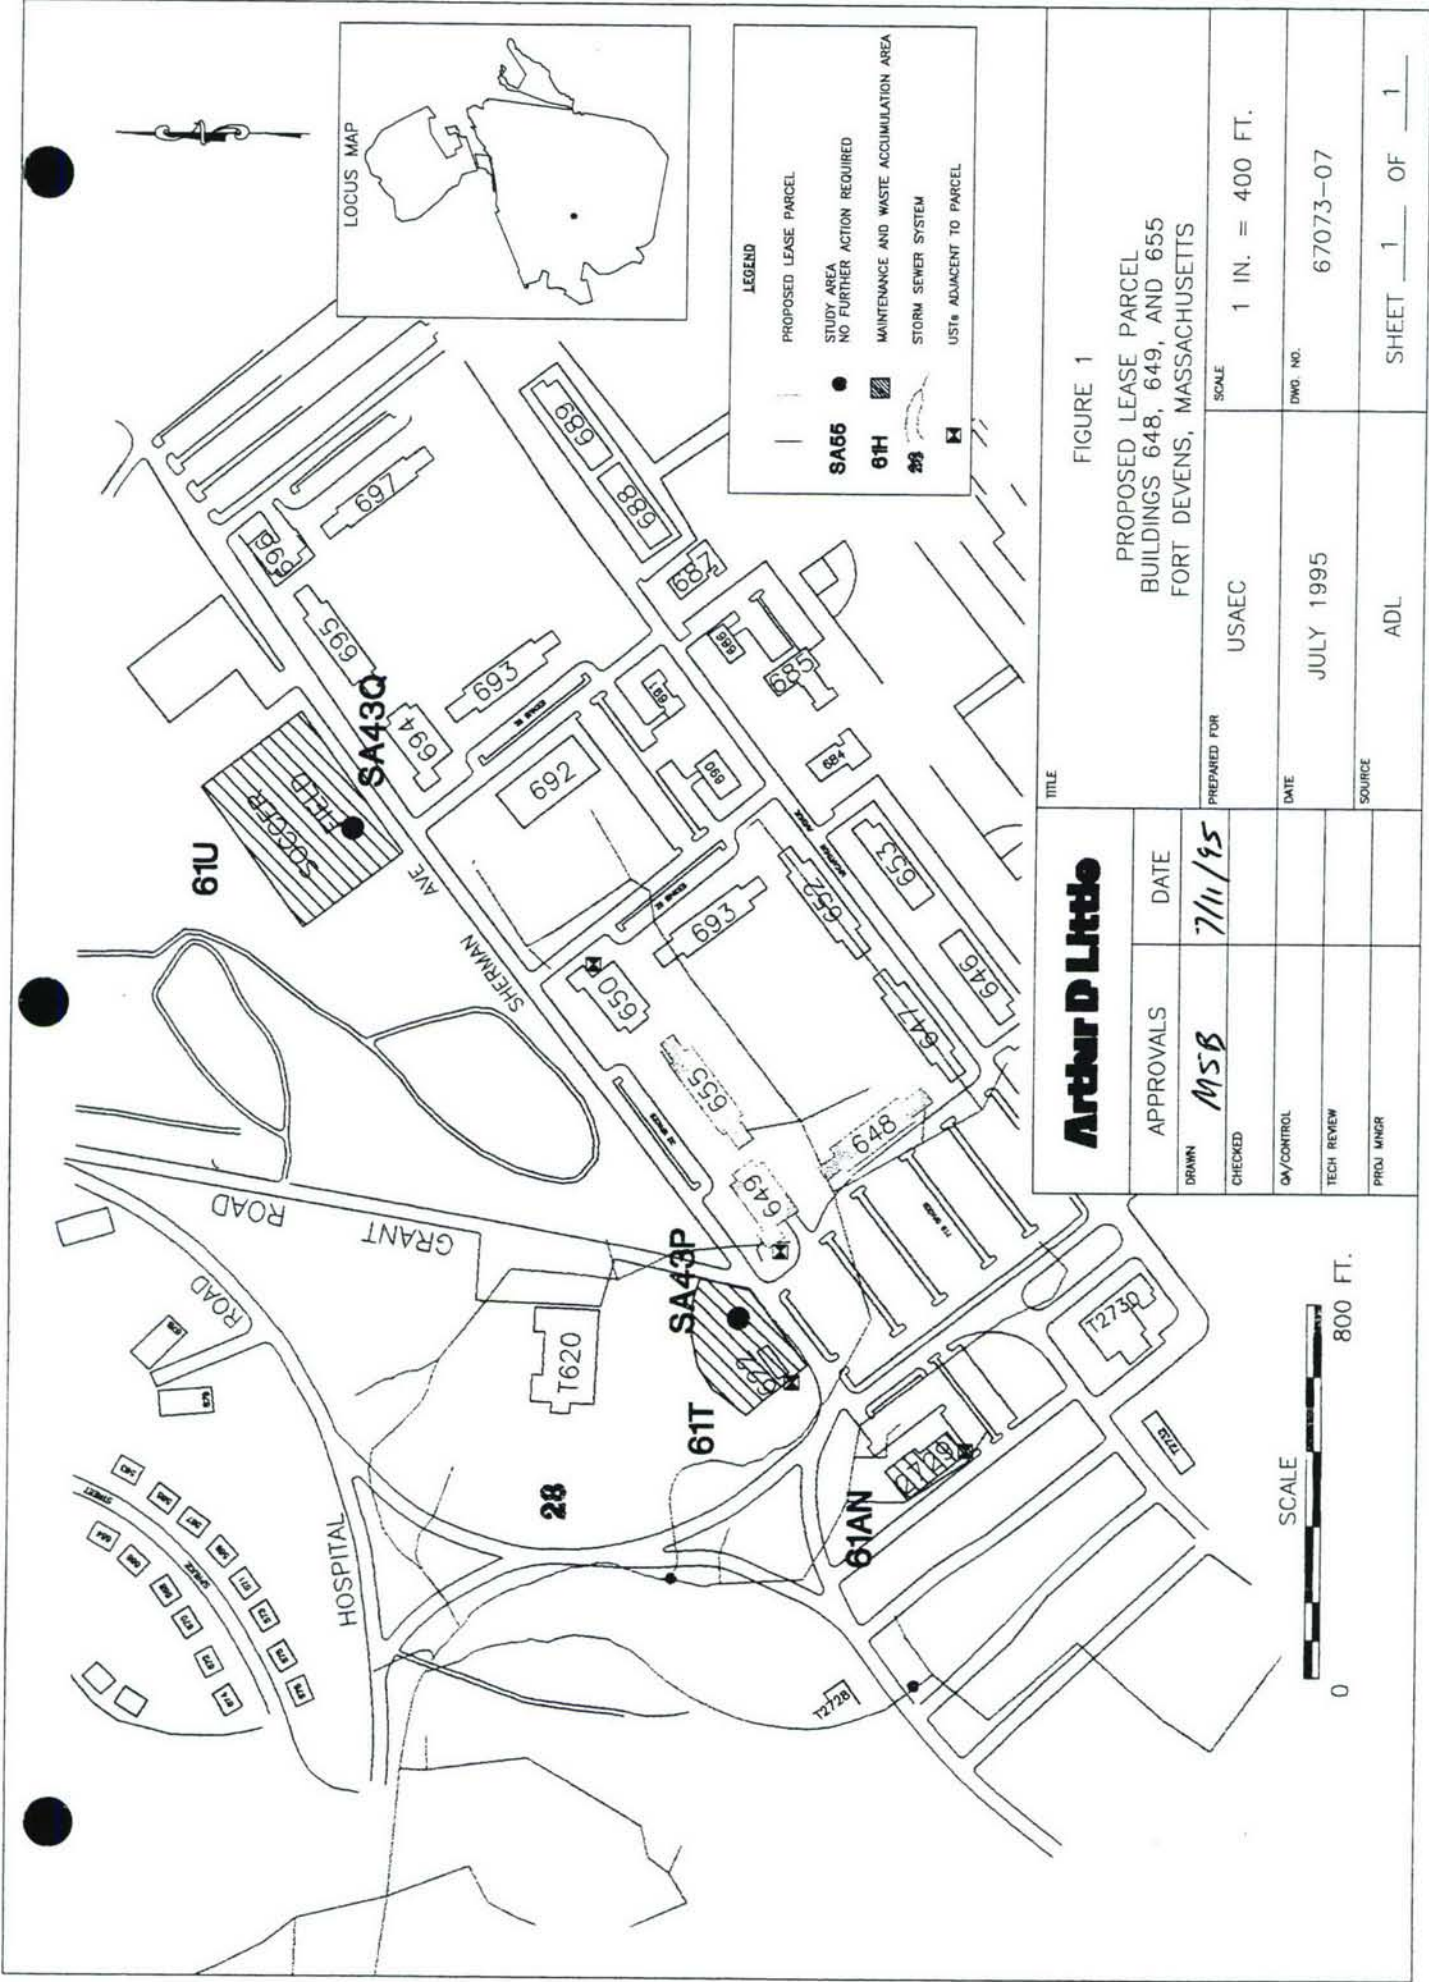 LOCUS MAP
LEGEND
PROPOSED LEASE PARCEL
SA55
STUDY AREA
NO FURTHER ACTION REQUIRED
61H
MAINTENANCE AND WASTE ACCUMULATION AREA
STORM SEWER SYSTEM
USTs ADJACENT TO PARCEL
61U
SOCCER
FIELD
SA43Q
SHERMAN
AVE
GRANT
ROAD
HOSPITAL
ROAD
SPRUCE
STREET
28
61T
SA43P
61AN
T620
T2728
T2730
T2732
622
646
647
648
649
650
652
653
655
693
684
685
686
687
688
689
690
691
692
693
694
695
696
697
SCALE
0
800 FT.
Arthur D Little
APPROVALS
DATE
DRAWN
MSB
7/11/95
CHECKED
QA/CONTROL
TECH REVIEW
PROJ MNGR
TITLE
FIGURE 1
PROPOSED LEASE PARCEL
BUILDINGS 648, 649, AND 655
FORT DEVENS, MASSACHUSETTS
PREPARED FOR
USAEC
SCALE
1 IN. = 400 FT.
DATE
JULY 1995
DWG. NO.
67073-07
SOURCE
ADL
SHEET 1 OF 1